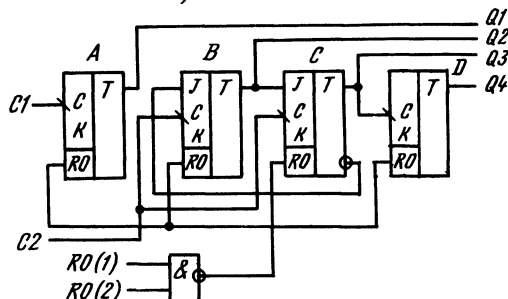 A B C D
Q1
Q2
Q3
Q4
C1 C K R0 T
J C K R0 T
J C K R0 T
C K R0 T
C2
R0(1)
R0(2)
&